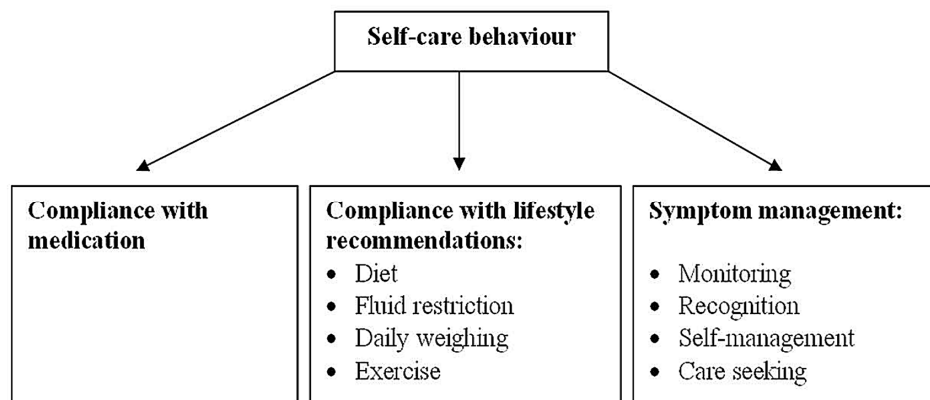 Self-care behaviour
Compliance with
medication
Compliance with lifestyle
recommendations:
• Diet
• Fluid restriction
• Daily weighing
• Exercise
Symptom management:
• Monitoring
• Recognition
• Self-management
• Care seeking